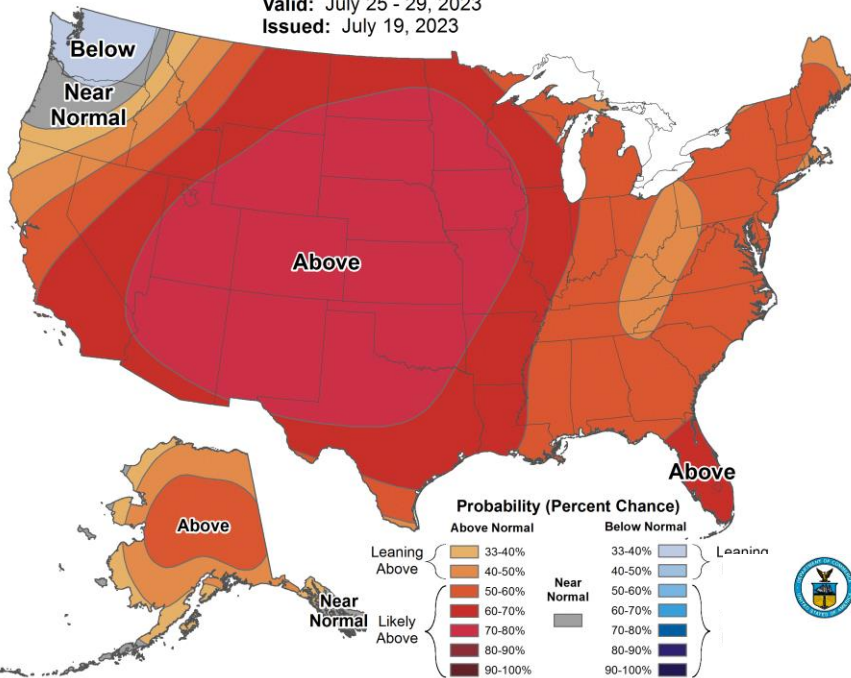 Valid: July 25 - 29, 2023
Issued: July 19, 2023
Below
Near
Normal
Above
Above
Above
Near
Normal
Probability (Percent Chance)
Above Normal
Below Normal
Leaning
Above
33-40%
40-50%
Likely
Above
50-60%
60-70%
70-80%
80-90%
90-100%
Near
Normal
33-40%
40-50%
50-60%
60-70%
70-80%
80-90%
90-100%
Leaning